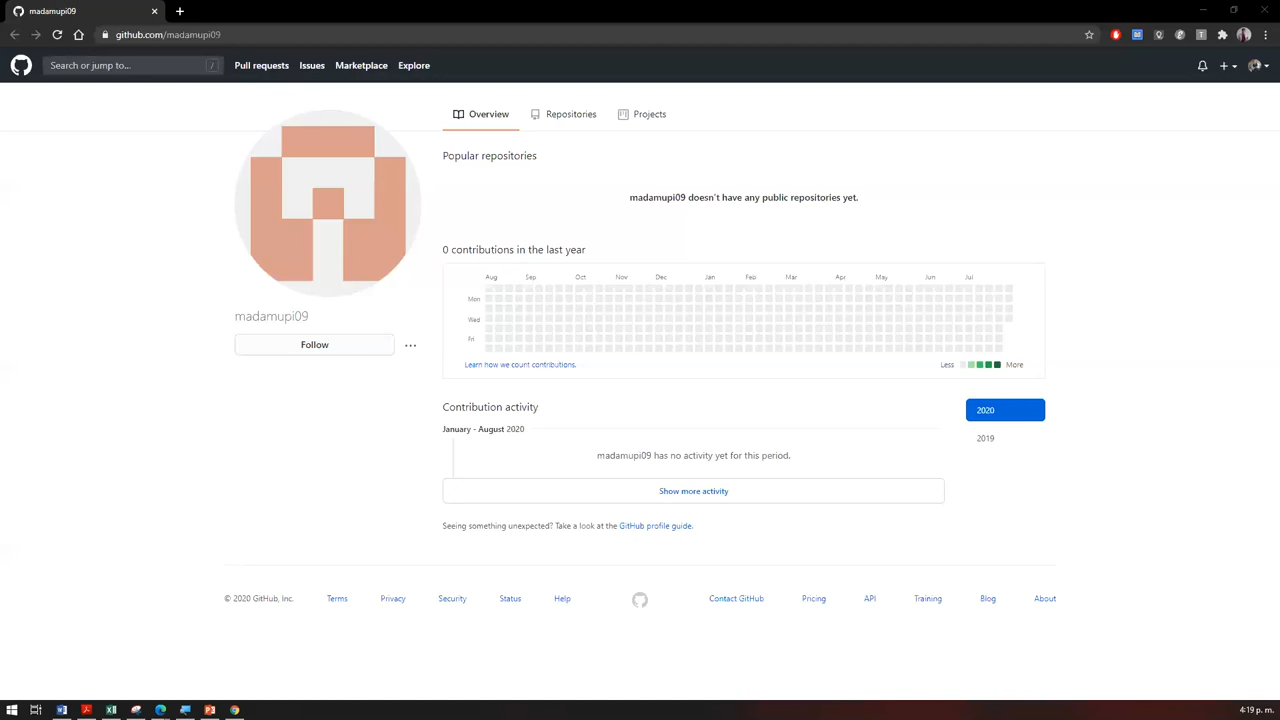 madamupi09
github.com/madamupi09
Search or jump to... /
Pull requests
Issues
Marketplace
Explore
Overview
Repositories
Projects
Popular repositories
madamupi09 doesn't have any public repositories yet.
0 contributions in the last year
Aug Sep Oct Nov Dec Jan Feb Mar Apr May Jun Jul
Mon
Wed
Fri
Learn how we count contributions.
Less More
madamupi09
Follow
Contribution activity
2020
2019
January - August 2020
madamupi09 has no activity yet for this period.
Show more activity
Seeing something unexpected? Take a look at the GitHub profile guide.
© 2020 GitHub, Inc. Terms Privacy Security Status Help Contact GitHub Pricing API Training Blog About
4:19 p. m.